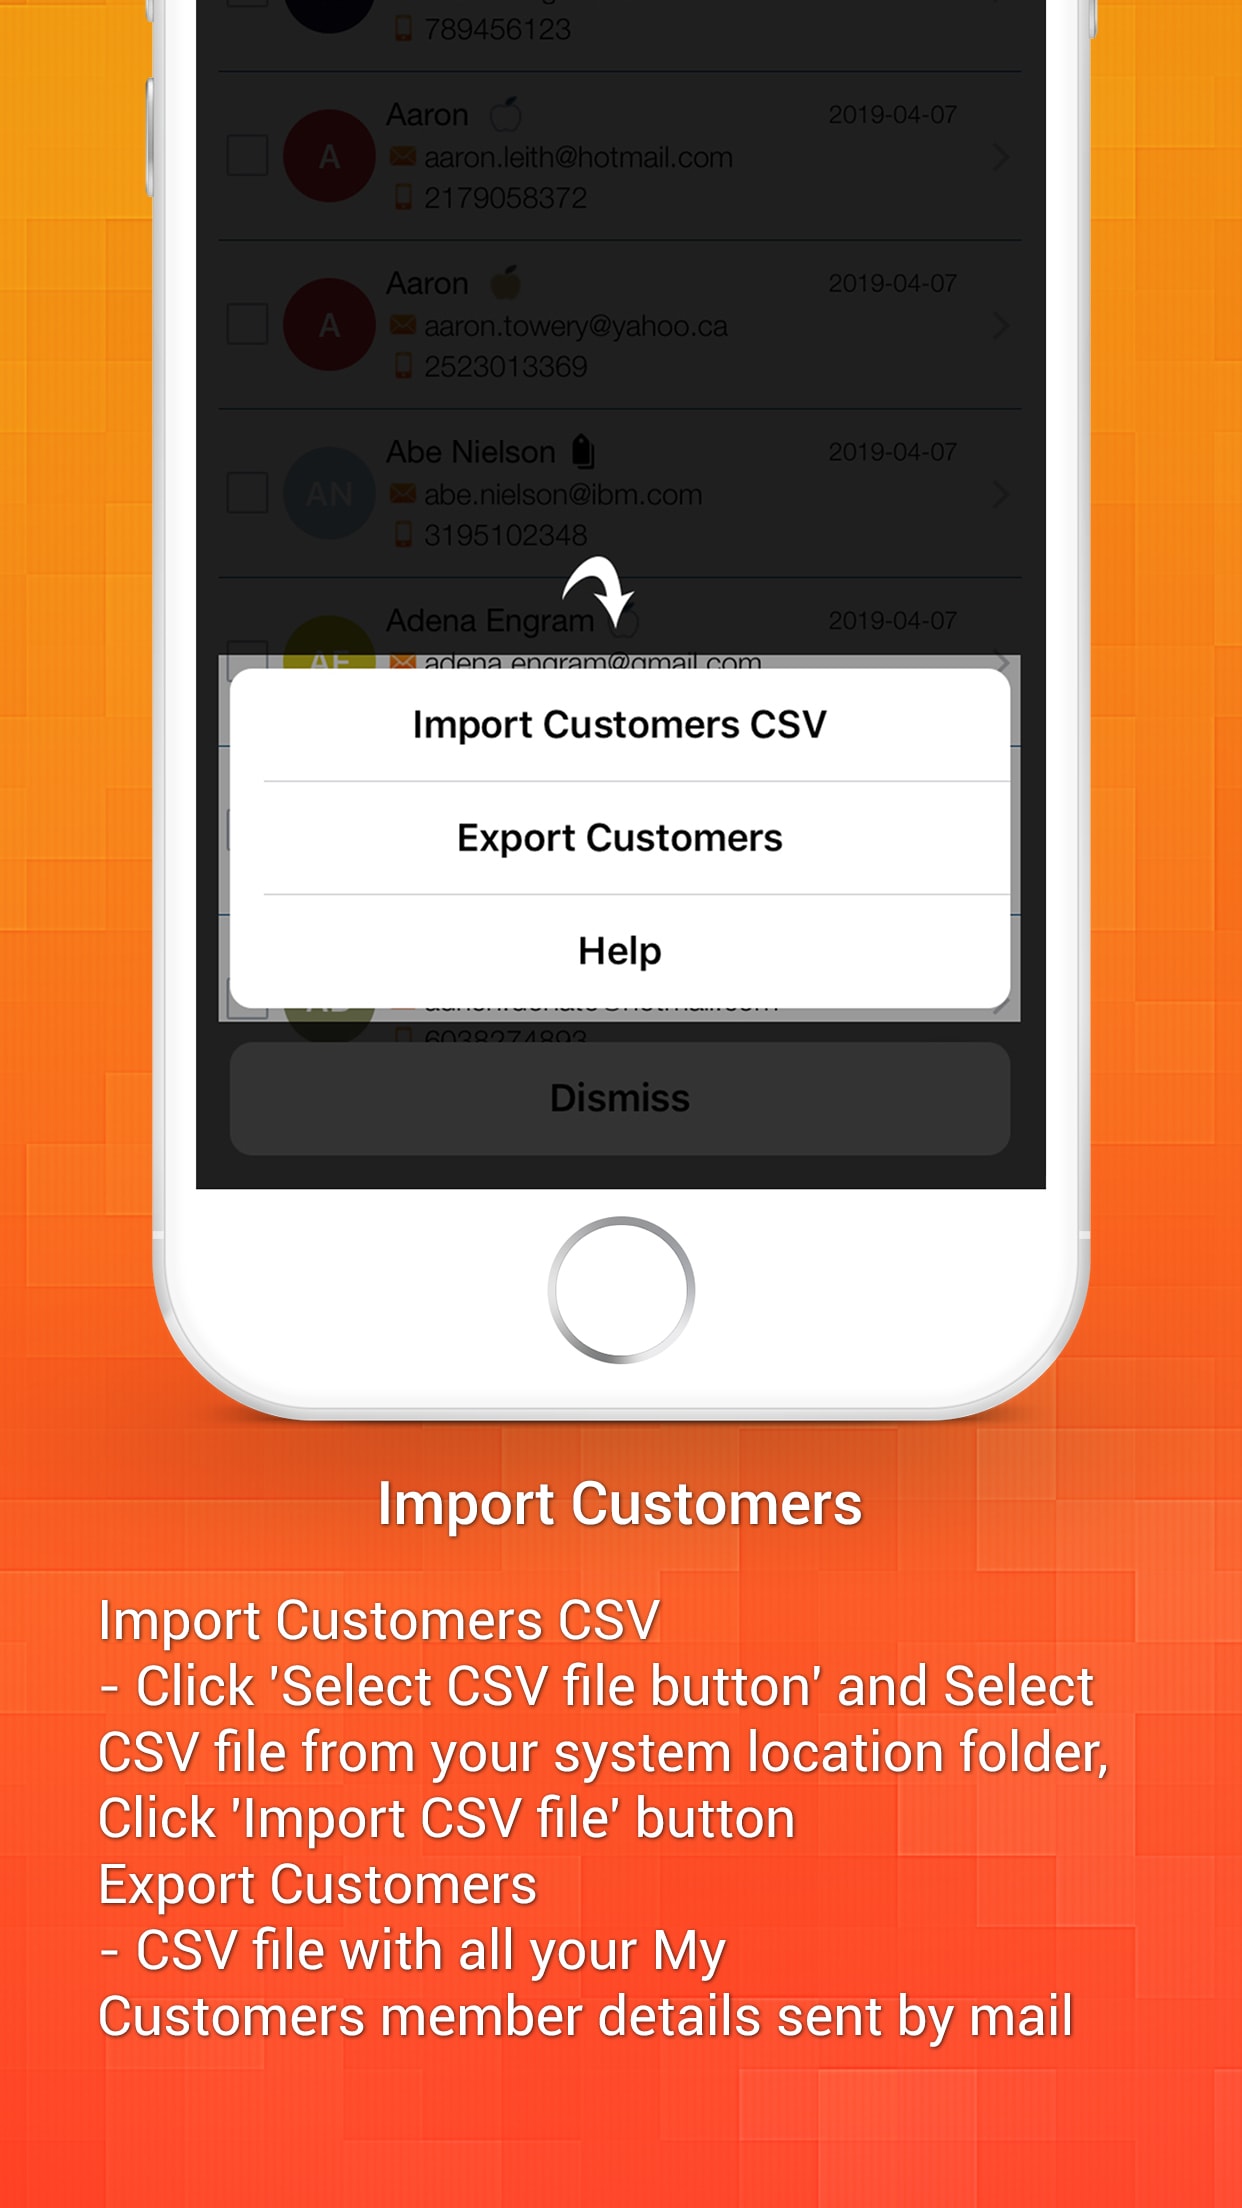 789456123
Aaron
2019-04-07
A
aaron.leith@hotmail.com
2179058372
Aaron
2019-04-07
A
aaron.towery@yahoo.ca
2523013369
Abe Nielson
2019-04-07
AN
abe.nielson@ibm.com
3195102348
Adena Engram
2019-04-07
AE
adena.engram@gmail.com
Import Customers CSV
Export Customers
Help
6038274893
Dismiss
Import Customers
Import Customers CSV
- Click 'Select CSV file button' and Select
CSV file from your system location folder,
Click 'Import CSV file' button
Export Customers
- CSV file with all your My
Customers member details sent by mail